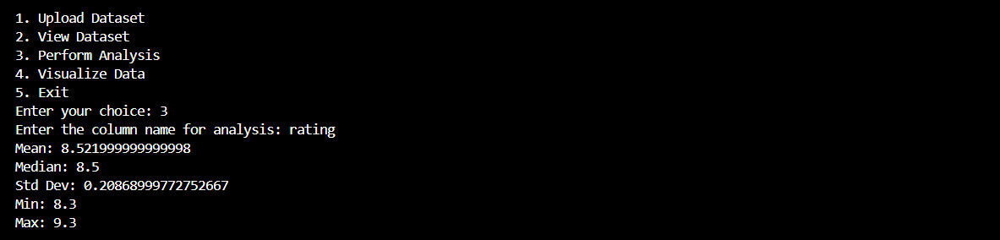 1. Upload Dataset
2. View Dataset
3. Perform Analysis
4. Visualize Data
5. Exit
Enter your choice: 3
Enter the column name for analysis: rating
Mean: 8.521999999999998
Median: 8.5
Std Dev: 0.20868999772752667
Min: 8.3
Max: 9.3